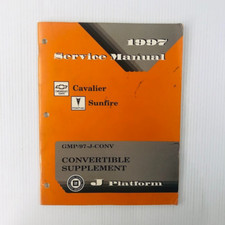 1997
Service Manual
Cavalier
Sunfire
GMP/97-J-CONV
CONVERTIBLE
SUPPLEMENT
J Platform